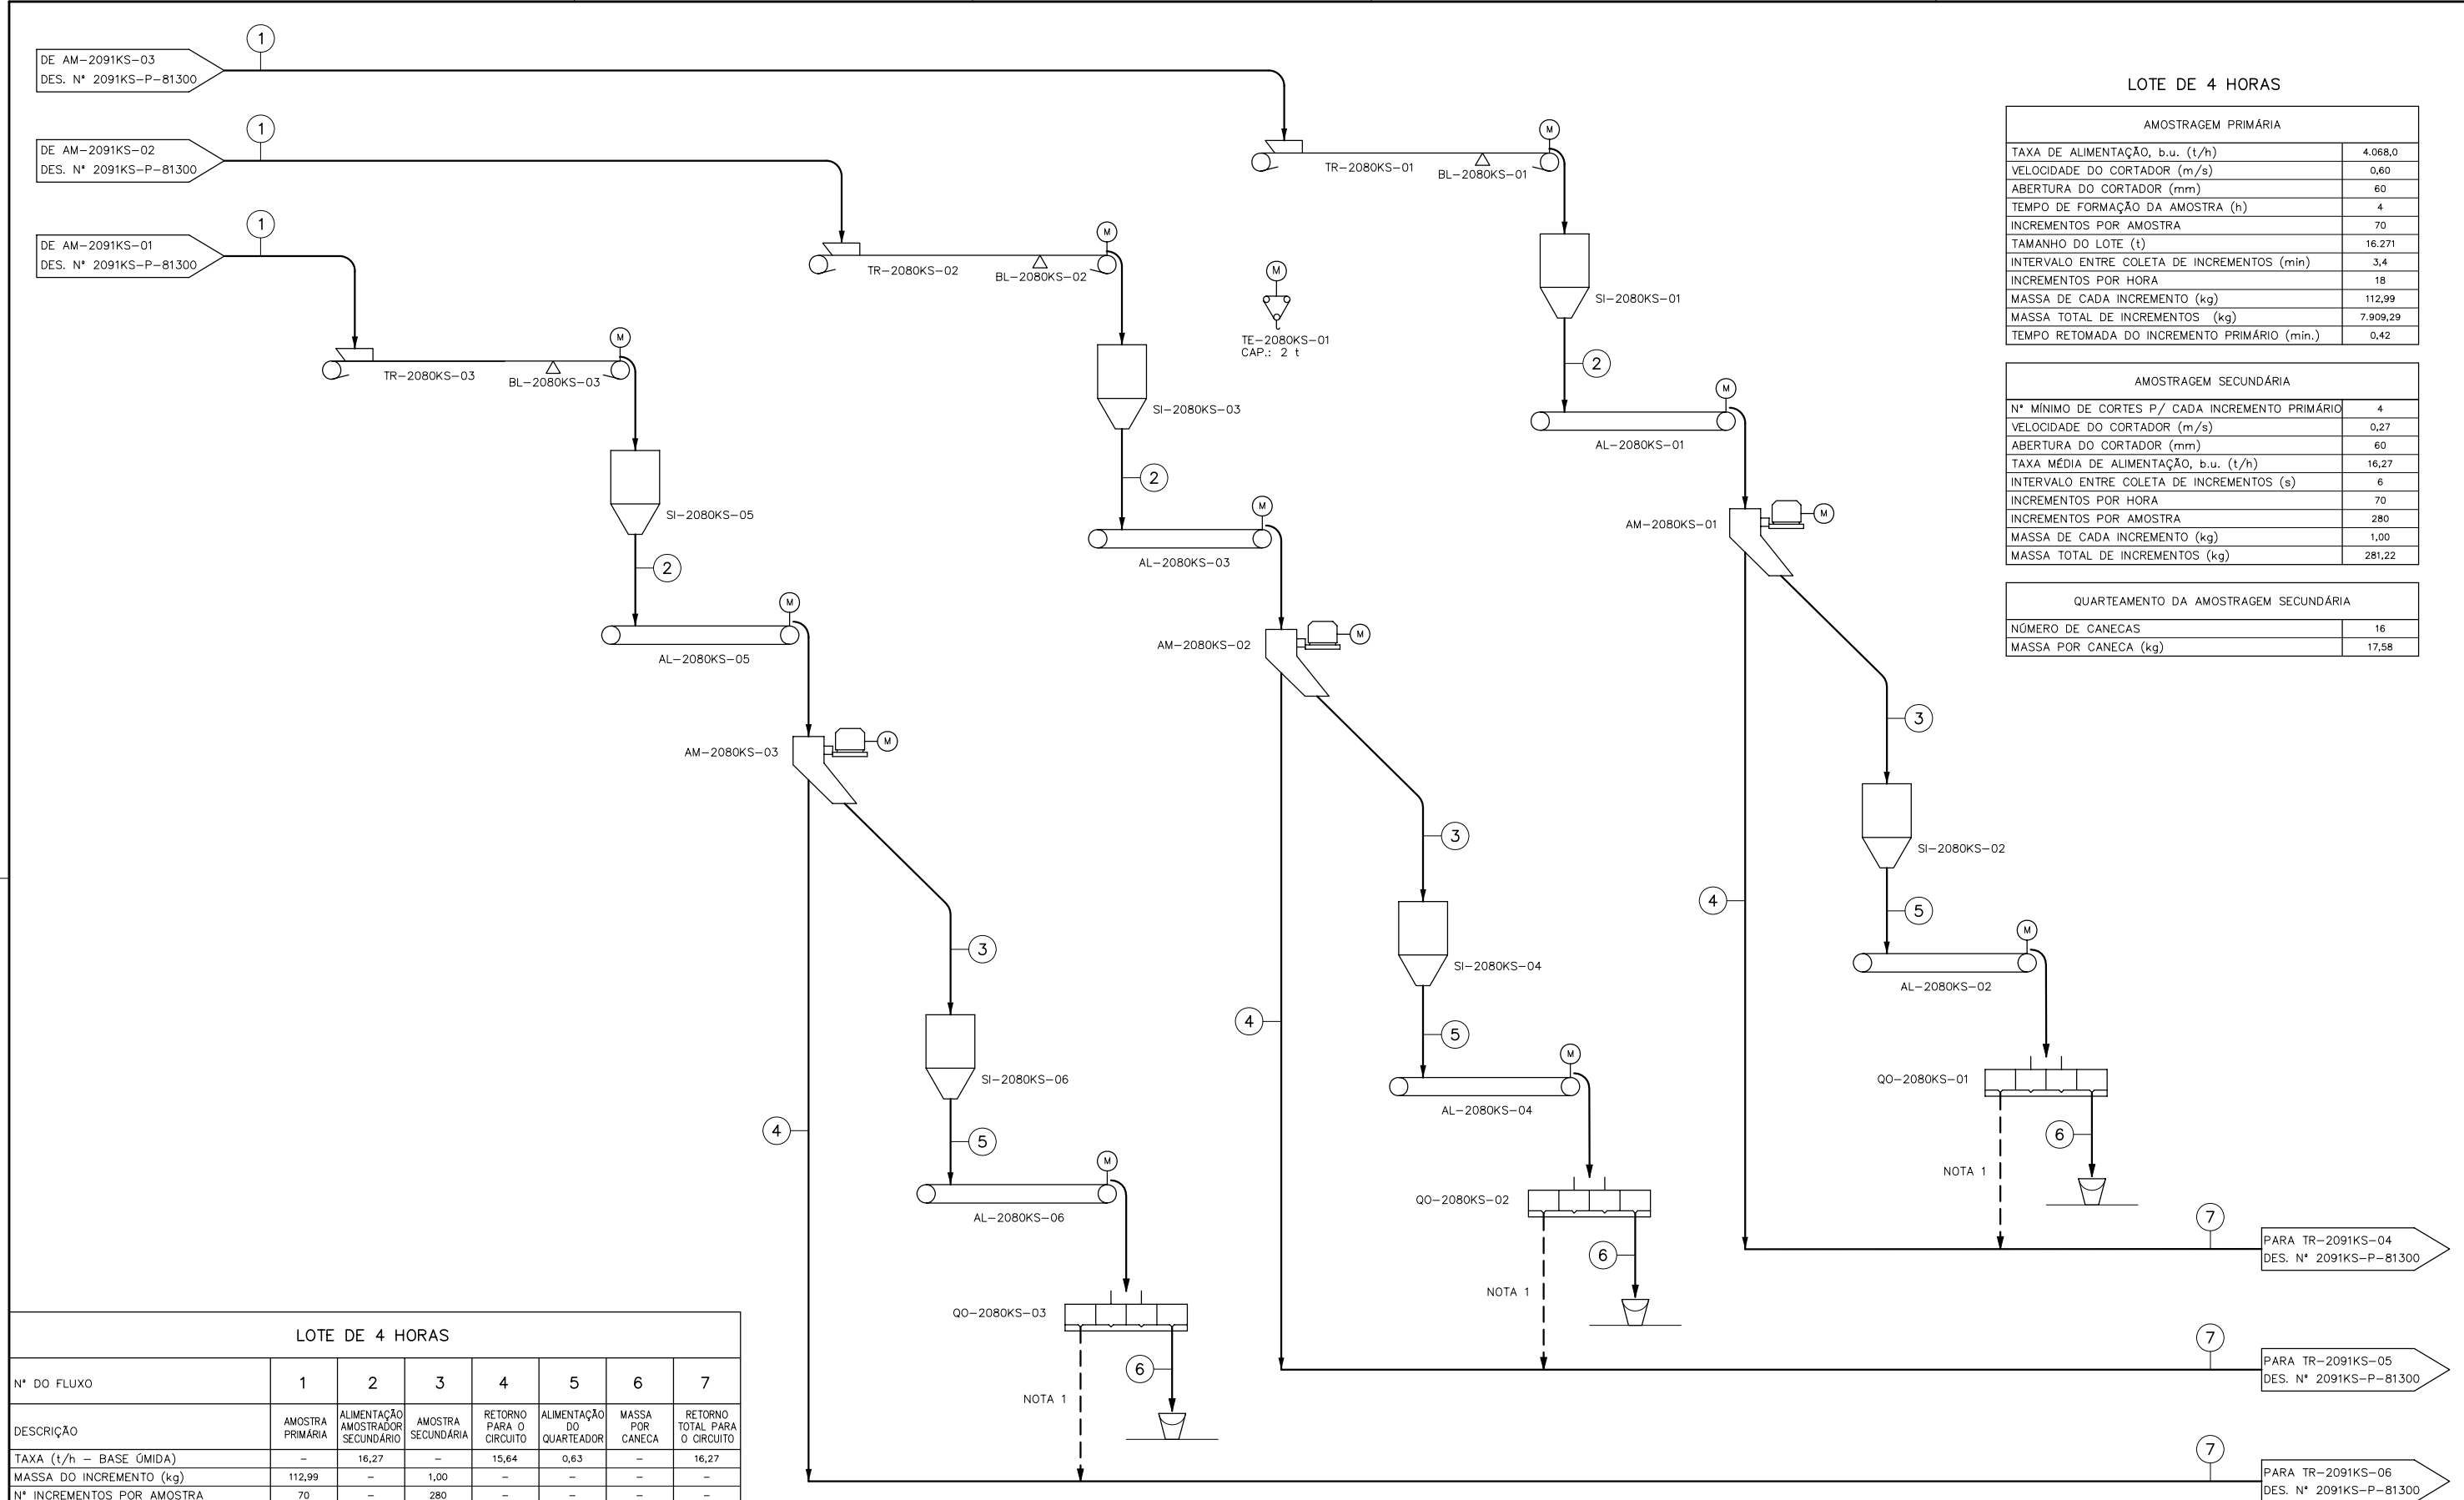 1
DE AM-2091KS-03
DES. N° 2091KS-P-81300
1
DE AM-2091KS-02
DES. N° 2091KS-P-81300
1
DE AM-2091KS-01
DES. N° 2091KS-P-81300
M
TR-2080KS-01
BL-2080KS-01
M
TR-2080KS-02
BL-2080KS-02
M
TR-2080KS-03
BL-2080KS-03
M
TE-2080KS-01
CAP.: 2 t
SI-2080KS-01
2
M
AL-2080KS-01
AM-2080KS-01
M
3
SI-2080KS-02
4
5
M
AL-2080KS-02
QO-2080KS-01
6
NOTA 1
7
PARA TR-2091KS-04
DES. N° 2091KS-P-81300
SI-2080KS-03
2
M
AL-2080KS-03
AM-2080KS-02
M
3
SI-2080KS-04
4
5
M
AL-2080KS-04
QO-2080KS-02
6
NOTA 1
7
PARA TR-2091KS-05
DES. N° 2091KS-P-81300
SI-2080KS-05
2
M
AL-2080KS-05
AM-2080KS-03
M
3
SI-2080KS-06
4
5
M
AL-2080KS-06
QO-2080KS-03
6
NOTA 1
7
PARA TR-2091KS-06
DES. N° 2091KS-P-81300
LOTE DE 4 HORAS
AMOSTRAGEM PRIMÁRIA
TAXA DE ALIMENTAÇÃO, b.u. (t/h) 4.068,0
VELOCIDADE DO CORTADOR (m/s) 0,60
ABERTURA DO CORTADOR (mm) 60
TEMPO DE FORMAÇÃO DA AMOSTRA (h) 4
INCREMENTOS POR AMOSTRA 70
TAMANHO DO LOTE (t) 16.271
INTERVALO ENTRE COLETA DE INCREMENTOS (min) 3,4
INCREMENTOS POR HORA 18
MASSA DE CADA INCREMENTO (kg) 112,99
MASSA TOTAL DE INCREMENTOS (kg) 7.909,29
TEMPO RETOMADA DO INCREMENTO PRIMÁRIO (min.) 0,42
AMOSTRAGEM SECUNDÁRIA
N° MÍNIMO DE CORTES P/ CADA INCREMENTO PRIMÁRIO 4
VELOCIDADE DO CORTADOR (m/s) 0,27
ABERTURA DO CORTADOR (mm) 60
TAXA MÉDIA DE ALIMENTAÇÃO, b.u. (t/h) 16,27
INTERVALO ENTRE COLETA DE INCREMENTOS (s) 6
INCREMENTOS POR HORA 70
INCREMENTOS POR AMOSTRA 280
MASSA DE CADA INCREMENTO (kg) 1,00
MASSA TOTAL DE INCREMENTOS (kg) 281,22
QUARTEAMENTO DA AMOSTRAGEM SECUNDÁRIA
NÚMERO DE CANECAS 16
MASSA POR CANECA (kg) 17,58
LOTE DE 4 HORAS
N° DO FLUXO 1 2 3 4 5 6 7
DESCRIÇÃO AMOSTRA PRIMÁRIA ALIMENTAÇÃO AMOSTRADOR SECUNDÁRIO AMOSTRA SECUNDÁRIA RETORNO PARA O CIRCUITO ALIMENTAÇÃO DO QUARTEADOR MASSA POR CANECA RETORNO TOTAL PARA O CIRCUITO
TAXA (t/h - BASE ÚMIDA) - 16,27 - 15,64 0,63 - 16,27
MASSA DO INCREMENTO (kg) 112,99 - 1,00 - - - -
N° INCREMENTOS POR AMOSTRA 70 - 280 - - - -